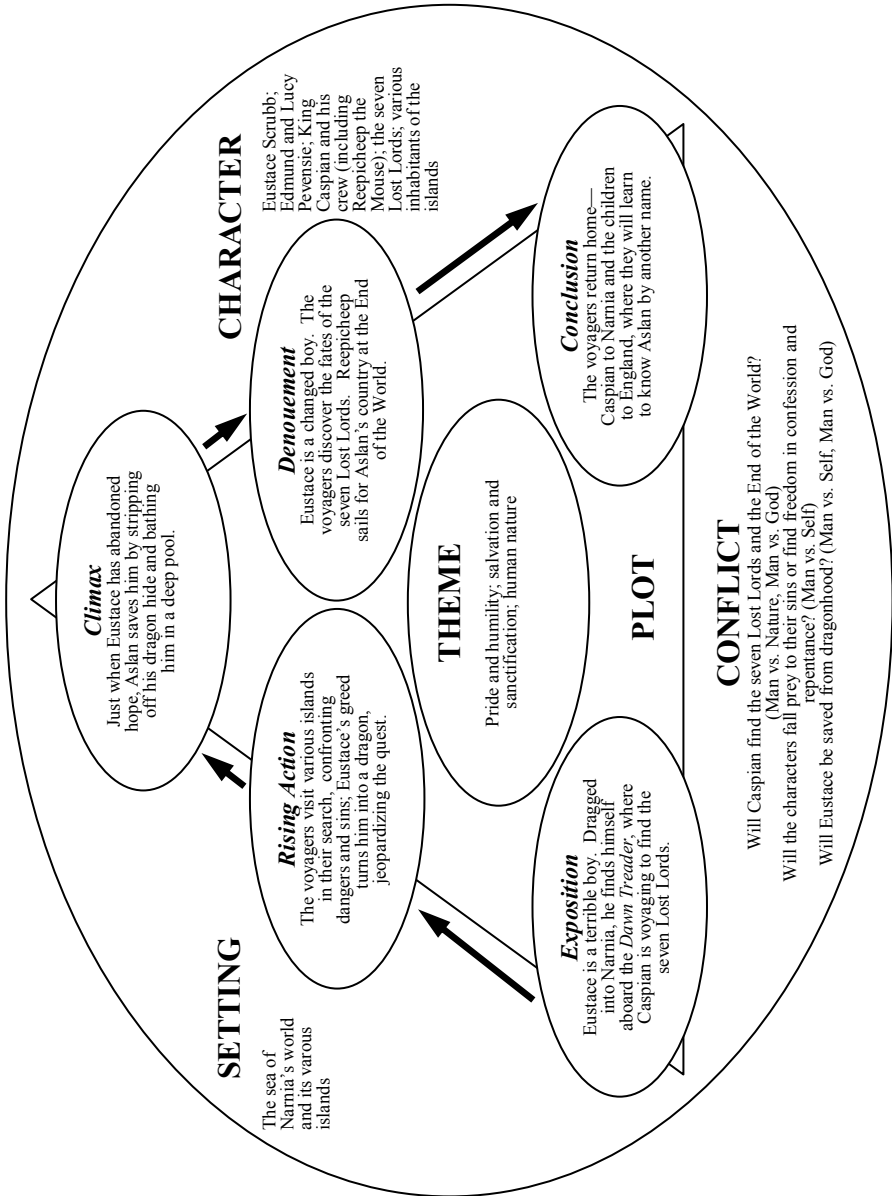 SETTING
The sea of
Narnia’s world
and its varous
islands
CHARACTER
Eustace Scrubb;
Edmund and Lucy
Pevensie; King
Caspian and his
crew (including
Reepicheep the
Mouse); the seven
Lost Lords; various
inhabitants of the
islands
Climax
Just when Eustace has abandoned
hope, Aslan saves him by stripping
off his dragon hide and bathing
him in a deep pool.
Rising Action
The voyagers visit various islands
in their search, confronting
dangers and sins; Eustace’s greed
turns him into a dragon,
jeopardizing the quest.
Denouement
Eustace is a changed boy. The
voyagers discover the fates of the
seven Lost Lords. Reepicheep
sails for Aslan’s country at the End
of the World.
THEME
Pride and humility; salvation and
sanctification; human nature
Exposition
Eustace is a terrible boy. Dragged
into Narnia, he finds himself
aboard the Dawn Treader, where
Caspian is voyaging to find the
seven Lost Lords.
Conclusion
The voyagers return home—
Caspian to Narnia and the children
to England, where they will learn
to know Aslan by another name.
PLOT
CONFLICT
Will Caspian find the seven Lost Lords and the End of the World?
(Man vs. Nature, Man vs. God)
Will the characters fall prey to their sins or find freedom in confession and
repentance? (Man vs. Self)
Will Eustace be saved from dragonhood? (Man vs. Self, Man vs. God)